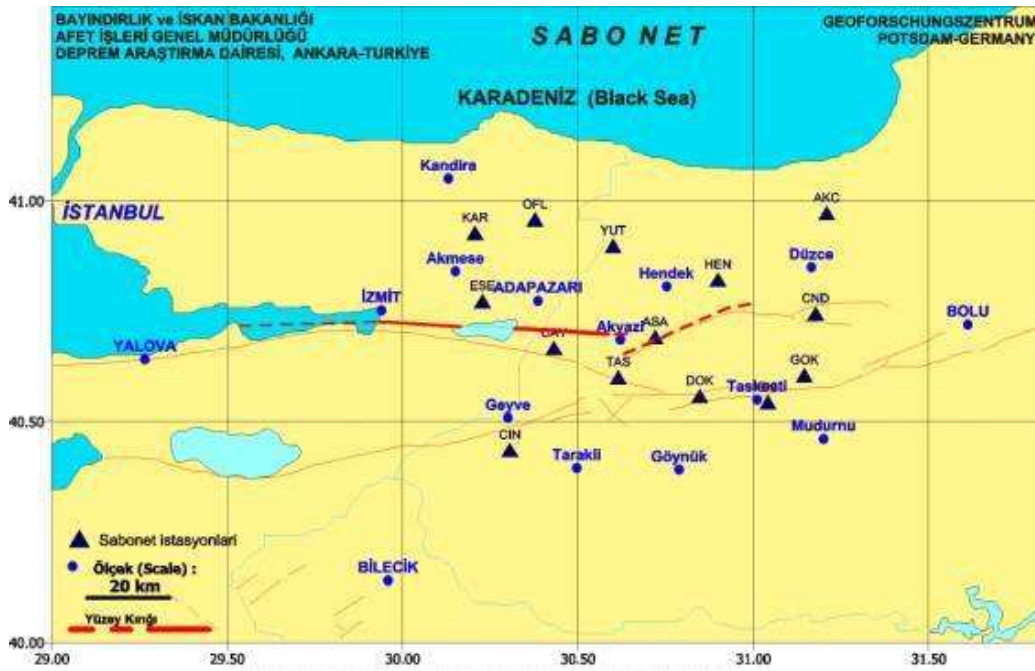 BAYINDIRLIK ve İSKAN BAKANLIĞI
AFET İŞLERİ GENEL MÜDÜRLÜĞÜ
DEPREM ARAŞTIRMA DAİRESİ, ANKARA-TURKİYE
SABO NET
GEOFORSCHUNGSZENTRUM
POTSDAM-GERMANY
KARADENİZ (Black Sea)
Kandira
41.00
İSTANBUL
KAR
OFL
YUT
AKC
Akmese
ESE
ADAPAZARI
Hendek
HEN
Düzce
İZMİT
CND
BOLU
Akyazi
ASA
YALOVA
TAS
DOK
GOK
Taskesti
Geyve
40.50
CIN
Mudurnu
Tarakli
Göynük
Sabonet istasyonlari
Ölçek (Scale) :
20 km
BİLECİK
Yüzey Kırığı
40.00
29.00
29.50
30.00
30.50
31.00
31.50